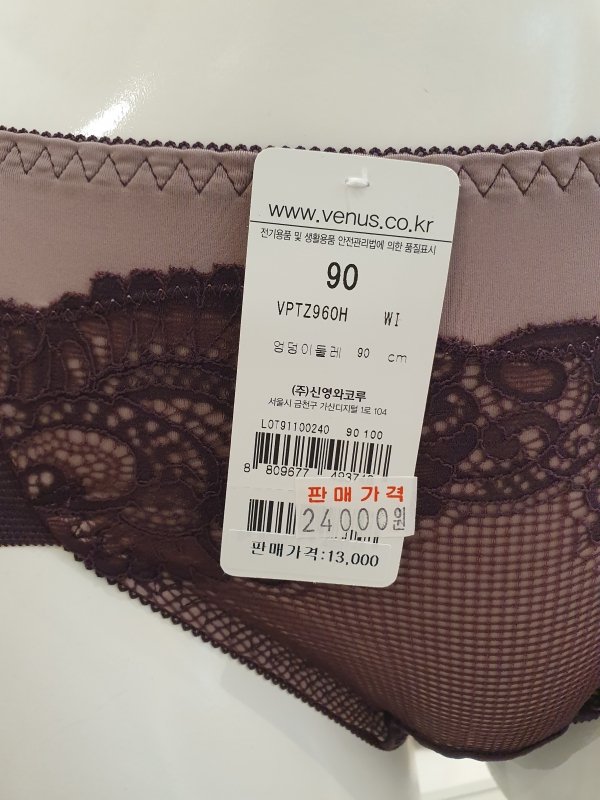 www.venus.co.kr
전기용품 및 생활용품 안전관리법에 의한 품질표시
90
VPTZ960H WI
엉덩이둘레 90 cm
(주)신영와코루
서울시 금천구 가산디지털 1로 104
LOT91100240 90 100
8 809677
판매가격
24000원
판매가격:13,000